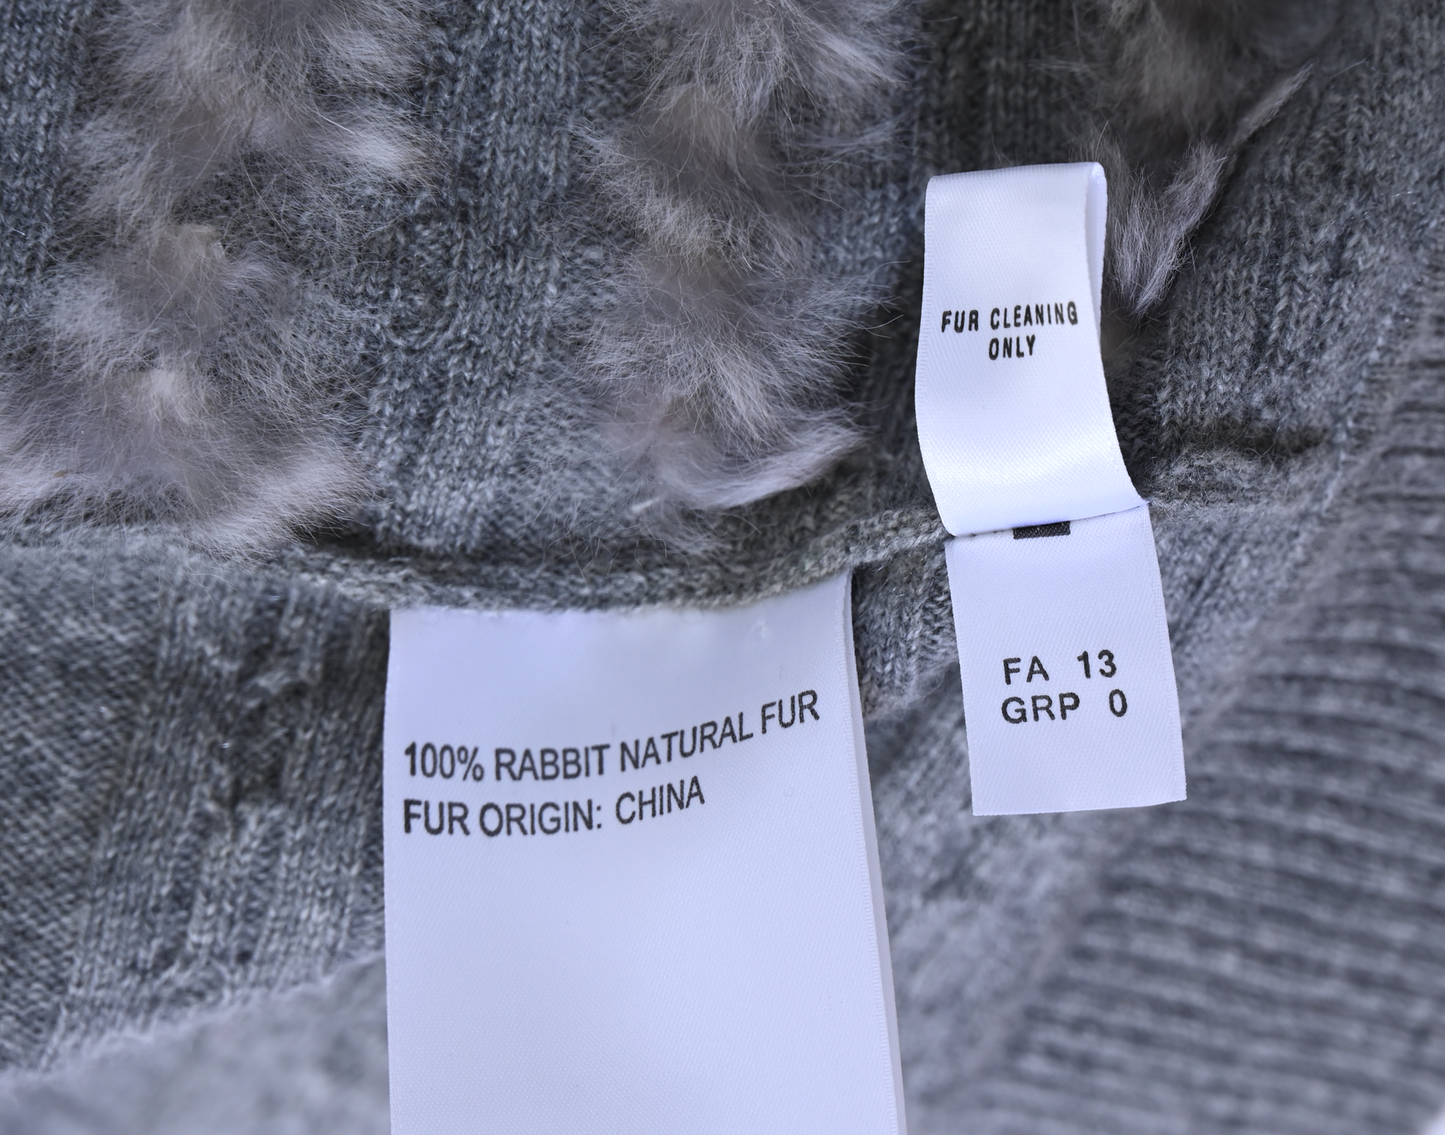 FUR CLEANING
ONLY
FA 13
GRP 0
100% RABBIT NATURAL FUR
FUR ORIGIN: CHINA